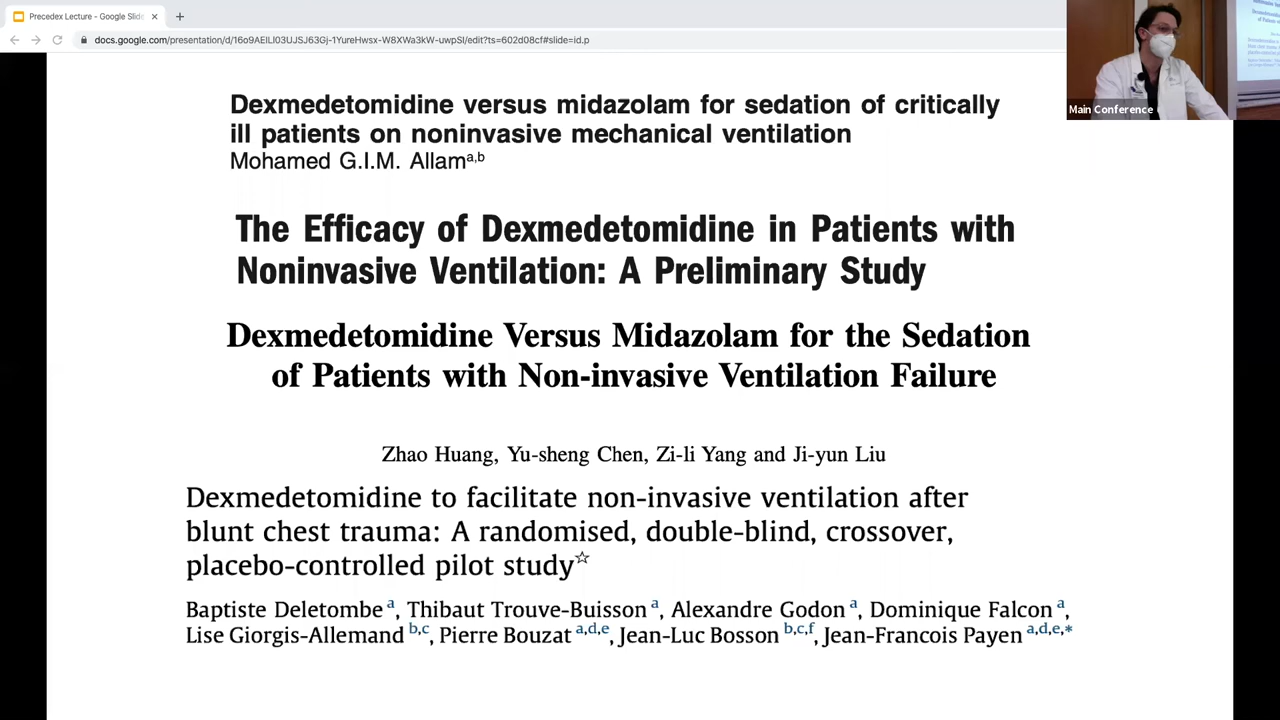 Precedex Lecture - Google Slid
docs.google.com/presentation/d/16o9AElLI03UJSJ63Gj-1YureHwsx-W8XWa3kW-uwpSI/edit?ts=602d08cf#slide=id.p
Main Conference
Dexmedetomidine versus midazolam for sedation of critically
ill patients on noninvasive mechanical ventilation
Mohamed G.I.M. Allam a,b
The Efficacy of Dexmedetomidine in Patients with
Noninvasive Ventilation: A Preliminary Study
Dexmedetomidine Versus Midazolam for the Sedation
of Patients with Non-invasive Ventilation Failure
Zhao Huang, Yu-sheng Chen, Zi-li Yang and Ji-yun Liu
Dexmedetomidine to facilitate non-invasive ventilation after
blunt chest trauma: A randomised, double-blind, crossover,
placebo-controlled pilot study☆
Baptiste Deletombe a, Thibaut Trouve-Buisson a, Alexandre Godon a, Dominique Falcon a,
Lise Giorgis-Allemand b,c, Pierre Bouzat a,d,e, Jean-Luc Bosson b,c,f, Jean-Francois Payen a,d,e,*